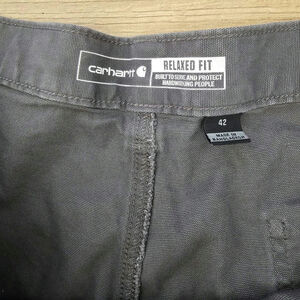 carhartt
RELAXED FIT
BUILT TO SERVE AND PROTECT
HARDWORKING PEOPLE
42
MADE IN
BANGLADESH